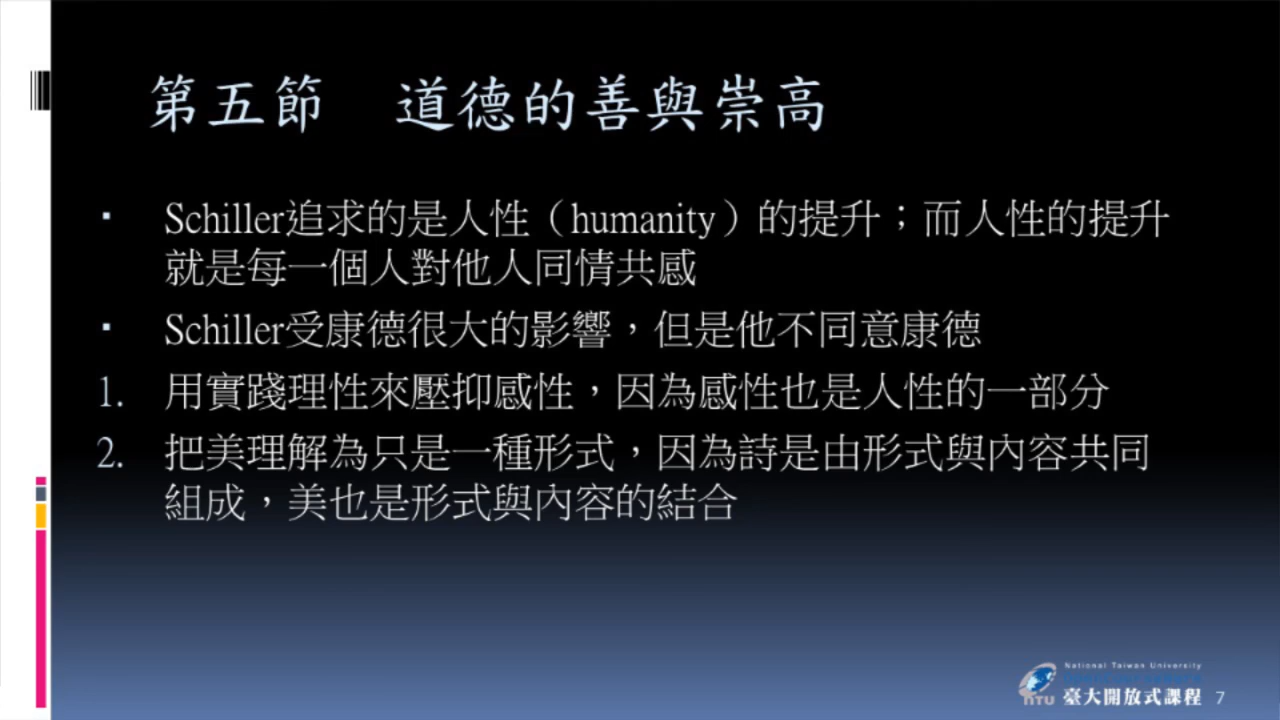 第五節　道德的善與崇高
▪ Schiller追求的是人性（humanity）的提升；而人性的提升
就是每一個人對他人同情共感
▪ Schiller受康德很大的影響，但是他不同意康德
1. 用實踐理性來壓抑感性，因為感性也是人性的一部分
2. 把美理解為只是一種形式，因為詩是由形式與內容共同
組成，美也是形式與內容的結合
National Taiwan University
NTU 臺大開放式課程 7